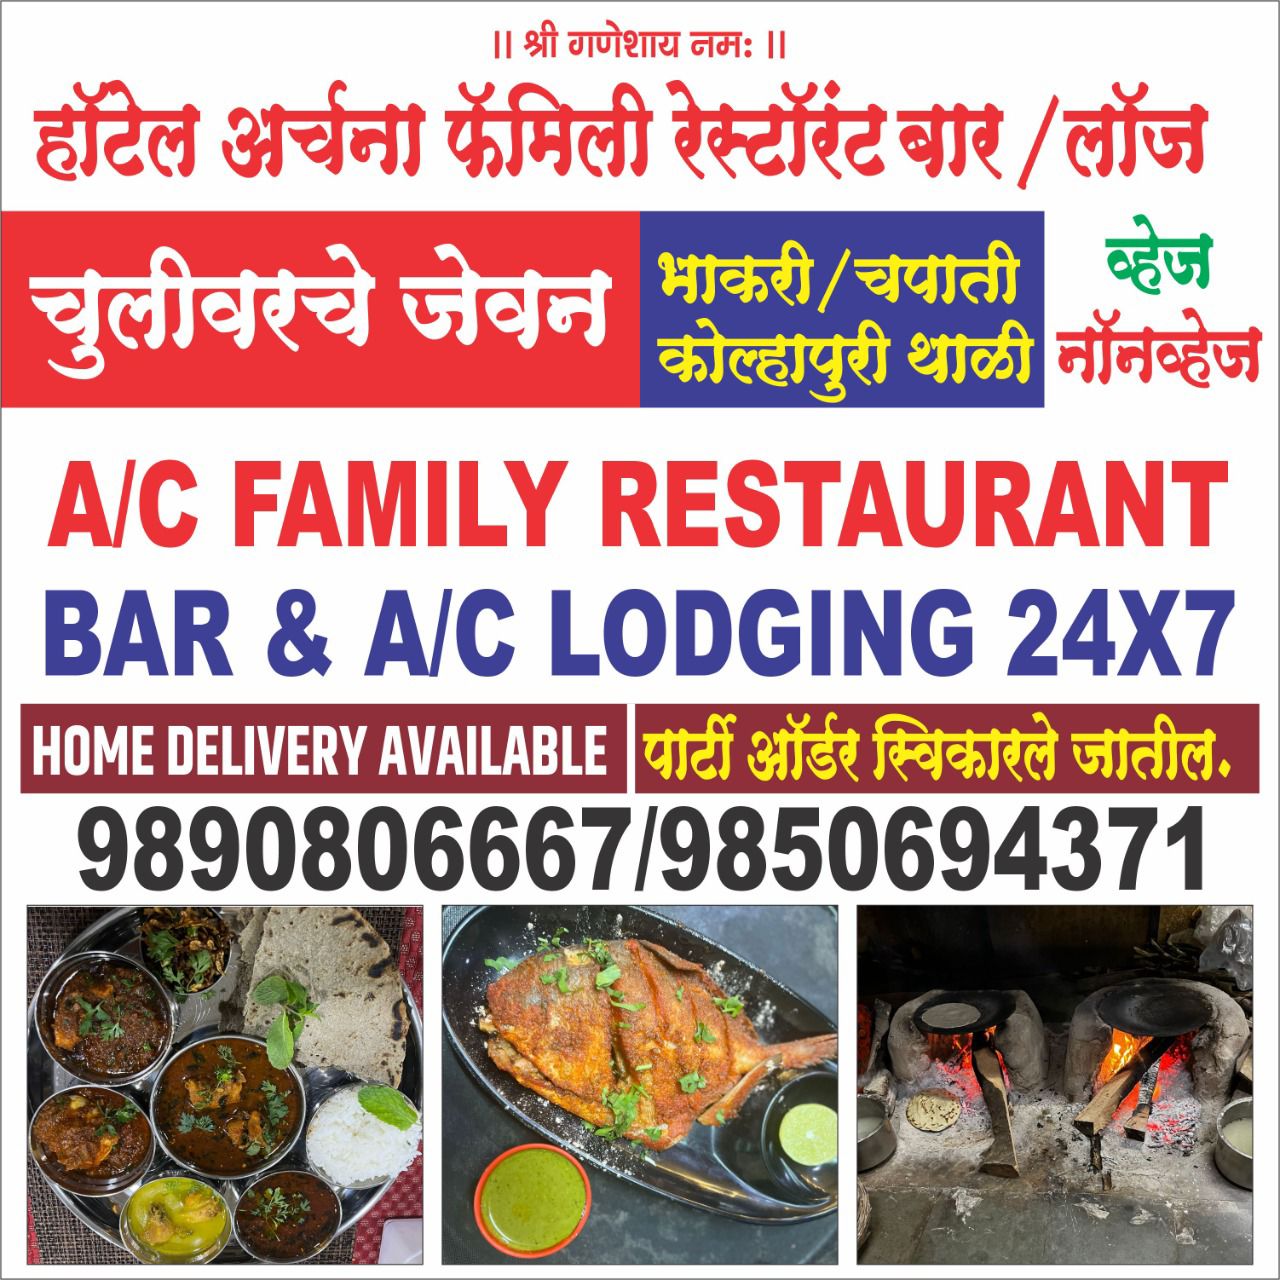 ॥ श्री गणेशाय नमः ॥
हॉटेल अर्चना फॅमिली रेस्टॉरंट बार / लॉज
चुलीवरचे जेवन
भाकरी/चपाती
कोल्हापुरी थाळी
व्हेज
नॉनव्हेज
A/C FAMILY RESTAURANT
BAR & A/C LODGING 24X7
HOME DELIVERY AVAILABLE
पार्टी ऑर्डर स्विकारले जातील.
9890806667/9850694371